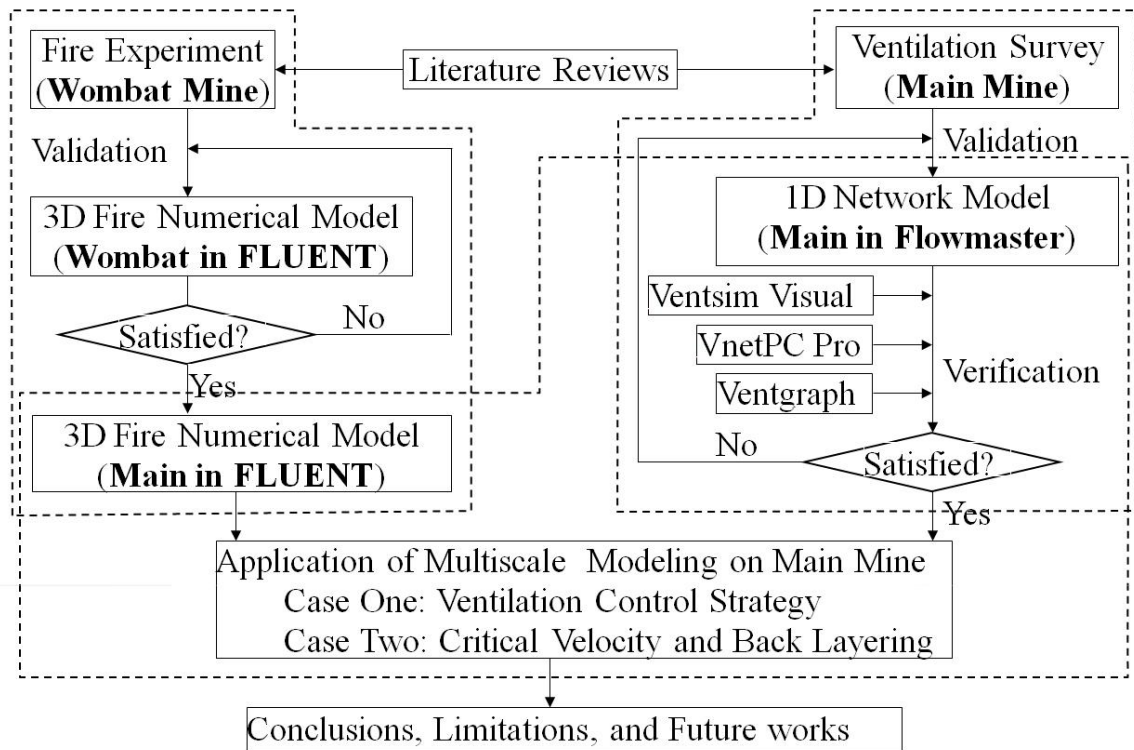 Fire Experiment
(Wombat Mine)
Literature Reviews
Ventilation Survey
(Main Mine)
Validation
Validation
3D Fire Numerical Model
(Wombat in FLUENT)
1D Network Model
(Main in Flowmaster)
Ventsim Visual
Satisfied?
No
VnetPC Pro
Verification
Yes
Ventgraph
3D Fire Numerical Model
(Main in FLUENT)
No
Satisfied?
Yes
Application of Multiscale Modeling on Main Mine
Case One: Ventilation Control Strategy
Case Two: Critical Velocity and Back Layering
Conclusions, Limitations, and Future works